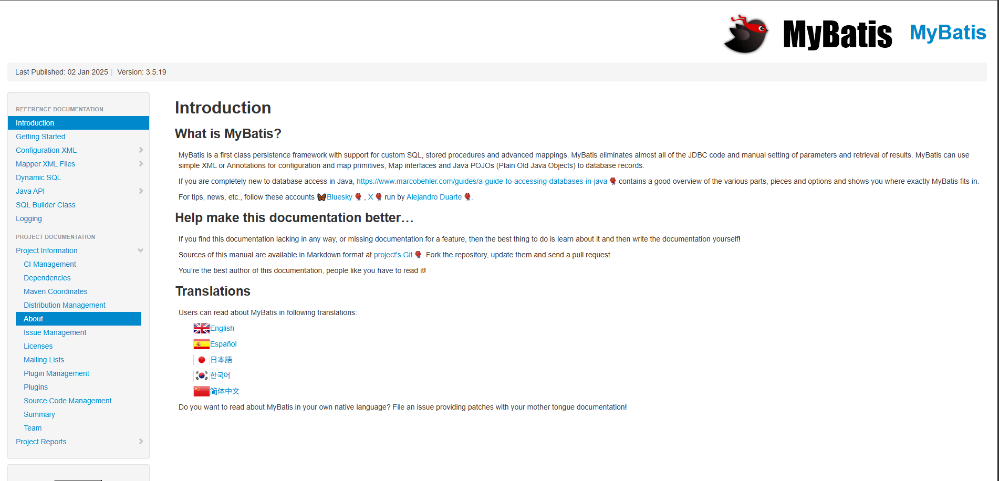 MyBatis
MyBatis
Last Published: 02 Jan 2025 | Version: 3.5.19
REFERENCE DOCUMENTATION
Introduction
Getting Started
Configuration XML
Mapper XML Files
Dynamic SQL
Java API
SQL Builder Class
Logging
PROJECT DOCUMENTATION
Project Information
CI Management
Dependencies
Maven Coordinates
Distribution Management
About
Issue Management
Licenses
Mailing Lists
Plugin Management
Plugins
Source Code Management
Summary
Team
Project Reports
Introduction
What is MyBatis?
MyBatis is a first class persistence framework with support for custom SQL, stored procedures and advanced mappings. MyBatis eliminates almost all of the JDBC code and manual setting of parameters and retrieval of results. MyBatis can use
simple XML or Annotations for configuration and map primitives, Map interfaces and Java POJOs (Plain Old Java Objects) to database records.
If you are completely new to database access in Java, https://www.marcobehler.com/guides/a-guide-to-accessing-databases-in-java contains a good overview of the various parts, pieces and options and shows you where exactly MyBatis fits in.
For tips, news, etc., follow these accounts Bluesky , X run by Alejandro Duarte .
Help make this documentation better…
If you find this documentation lacking in any way, or missing documentation for a feature, then the best thing to do is learn about it and then write the documentation yourself!
Sources of this manual are available in Markdown format at project's Git . Fork the repository, update them and send a pull request.
You’re the best author of this documentation, people like you have to read it!
Translations
Users can read about MyBatis in following translations:
English
Español
日本語
한국어
简体中文
Do you want to read about MyBatis in your own native language? File an issue providing patches with your mother tongue documentation!